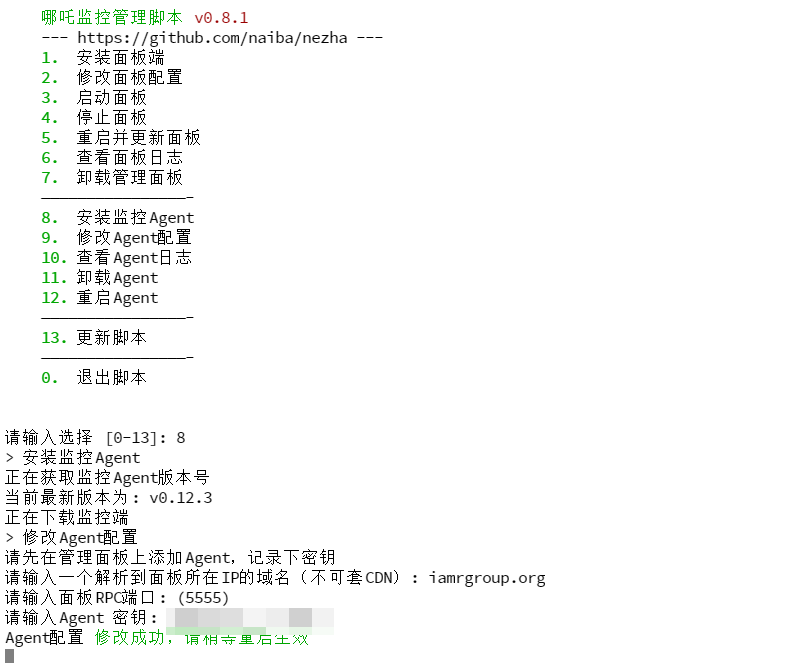 哪吒监控管理脚本 v0.8.1
--- https://github.com/naiba/nezha ---
1. 安装面板端
2. 修改面板配置
3. 启动面板
4. 停止面板
5. 重启并更新面板
6. 查看面板日志
7. 卸载管理面板
————————————————-
8. 安装监控Agent
9. 修改Agent配置
10. 查看Agent日志
11. 卸载Agent
12. 重启Agent
————————————————-
13. 更新脚本
————————————————-
0. 退出脚本
请输入选择 [0-13]: 8
> 安装监控Agent
正在获取监控Agent版本号
当前最新版本为: v0.12.3
正在下载监控端
> 修改Agent配置
请先在管理面板上添加Agent，记录下密钥
请输入一个解析到面板所在IP的域名（不可套CDN）: iamrgroup.org
请输入面板RPC端口: (5555)
请输入Agent 密钥:
Agent配置 修改成功，请稍等重启生效